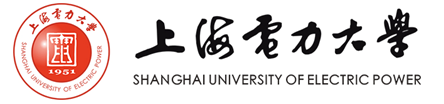 上海電力大學
SHANGHAI UNIVERSITY OF ELECTRIC POWER
上海电力大学
1951
SHANGHAI UNIVERSITY OF ELECTRIC POWER